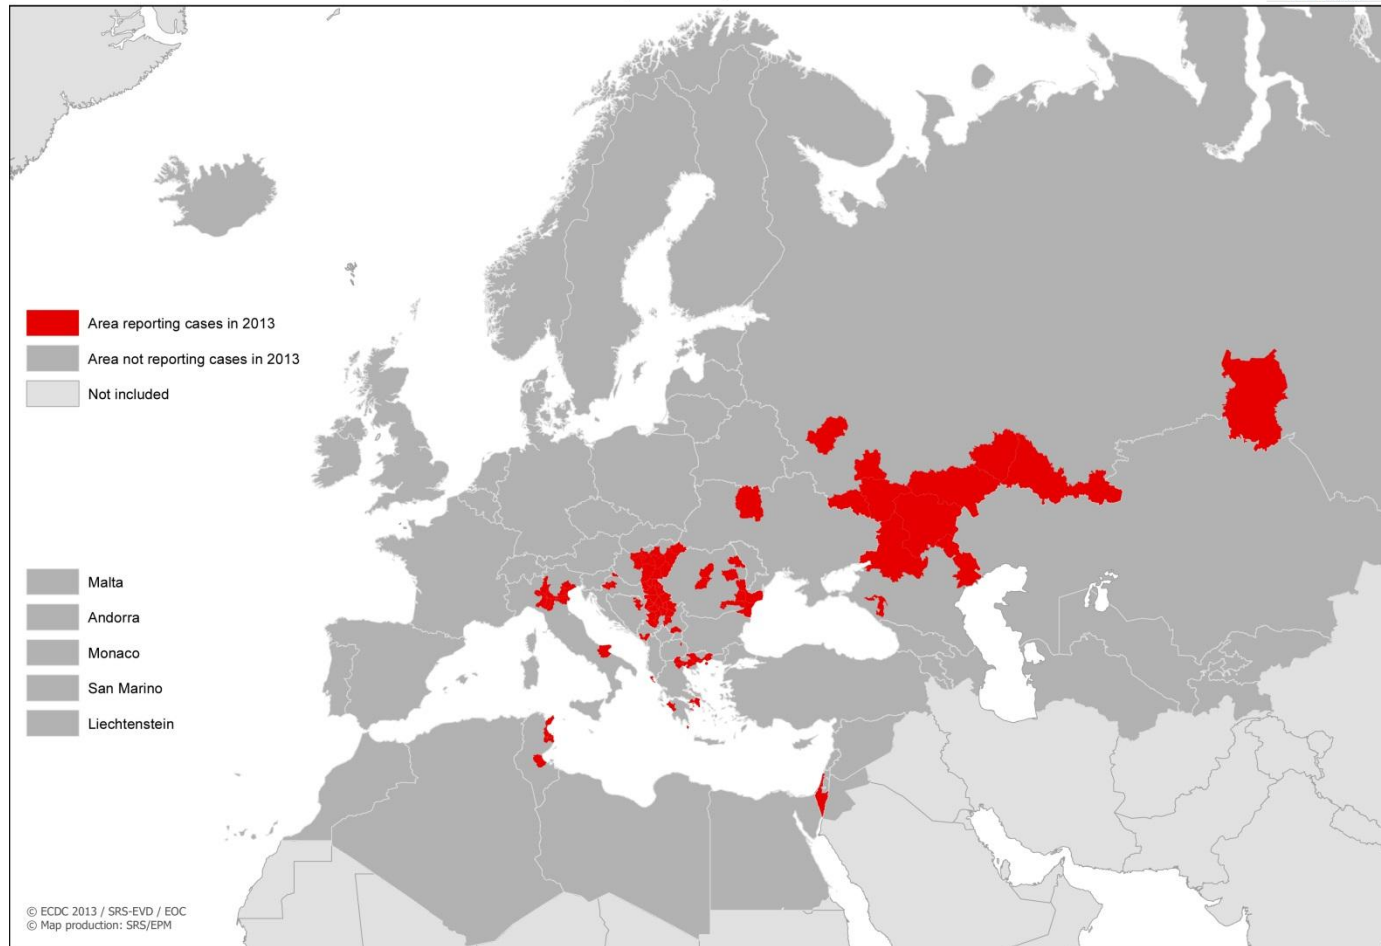 Area reporting cases in 2013
Area not reporting cases in 2013
Not included
Malta
Andorra
Monaco
San Marino
Liechtenstein
© ECDC 2013 / SRS-EVD / EOC
© Map production: SRS/EPM